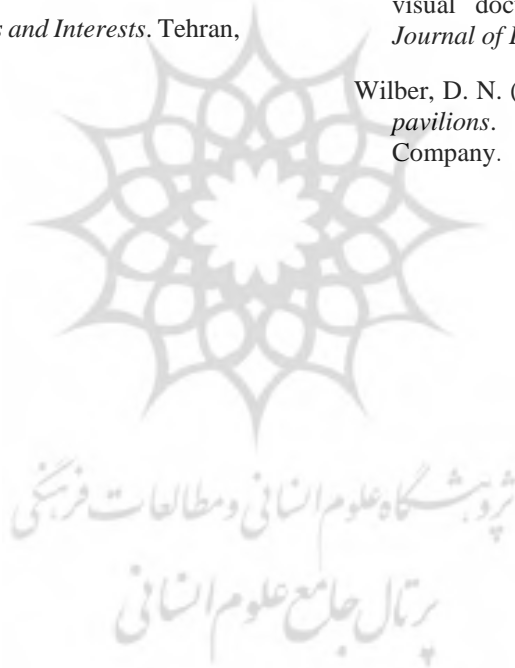 s and Interests. Tehran,
visual doc
Journal of
Wilber, D. N. (
pavilions.
Company.
پژوهشگاه علوم انسانی و مطالعات فرهنگی
پرتال جامع علوم انسانی